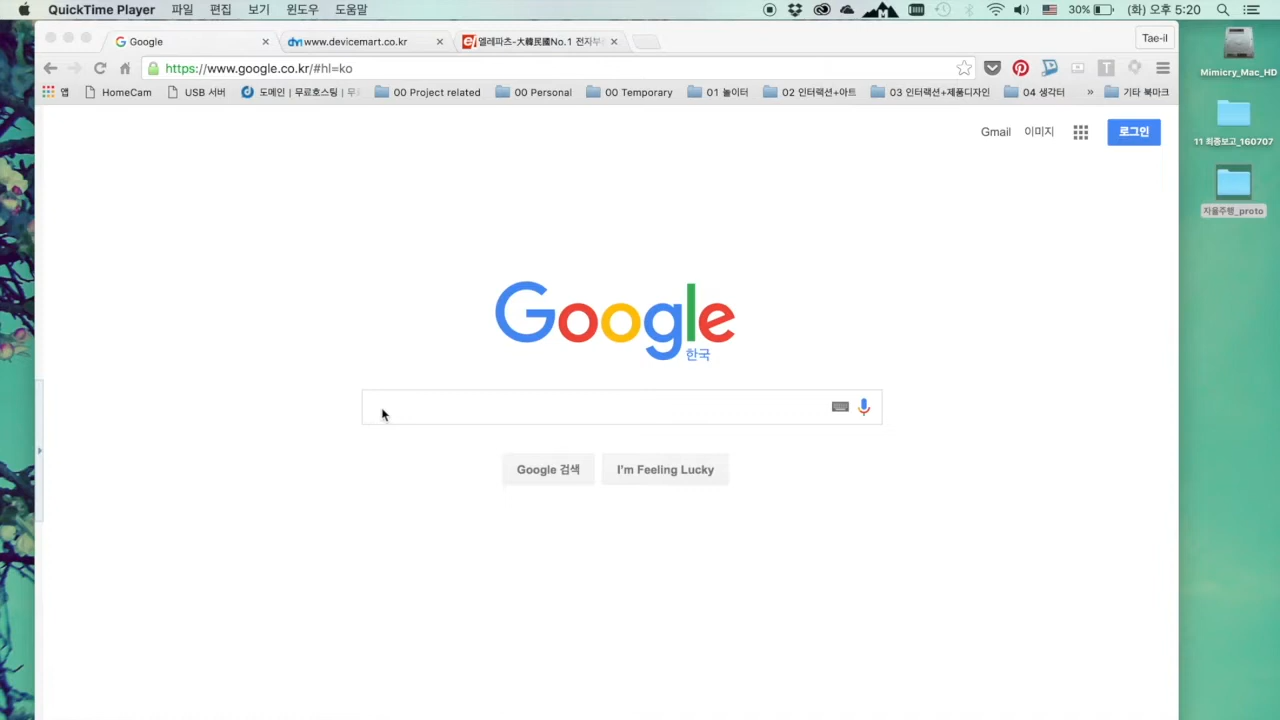 QuickTime Player 파일 편집 보기 윈도우 도움말 30% (화) 오후 5:20
Google www.devicemart.co.kr 엘레파츠-大韓民國No.1 전자부 Tae-il
https://www.google.co.kr/#hl=ko
앱 HomeCam USB 서버 도메인 | 무료호스팅 | 무 00 Project related 00 Personal 00 Temporary 01 놀이터 02 인터랙션+아트 03 인터랙션+제품디자인 04 생각터 » 기타 북마크
Mimicry_Mac_HD
Gmail 이미지 로그인
11 최종보고_160707
자율주행_proto
Google
한국
Google 검색 I'm Feeling Lucky